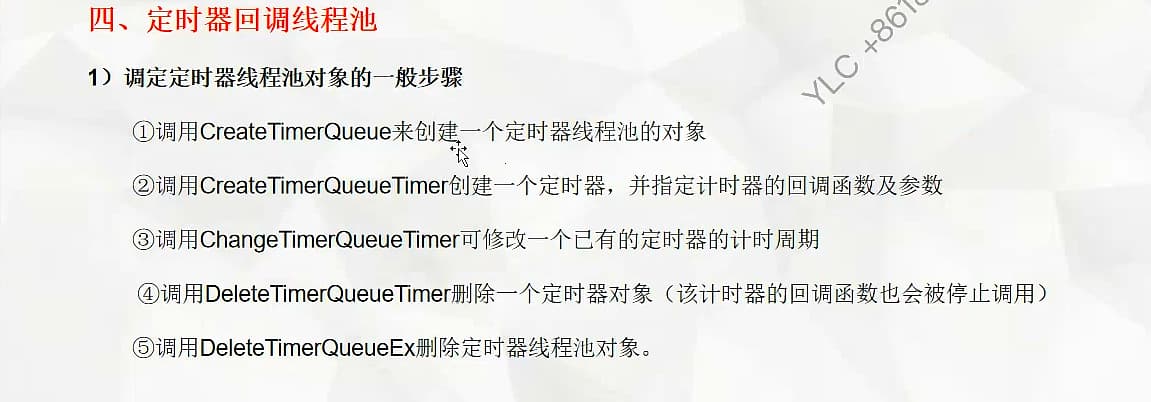 四、定时器回调线程池
YLC +861
1）调定定时器线程池对象的一般步骤
①调用CreateTimerQueue来创建一个定时器线程池的对象
②调用CreateTimerQueueTimer创建一个定时器，并指定计时器的回调函数及参数
③调用ChangeTimerQueueTimer可修改一个已有的定时器的计时周期
④调用DeleteTimerQueueTimer删除一个定时器对象（该计时器的回调函数也会被停止调用）
⑤调用DeleteTimerQueueEx删除定时器线程池对象。